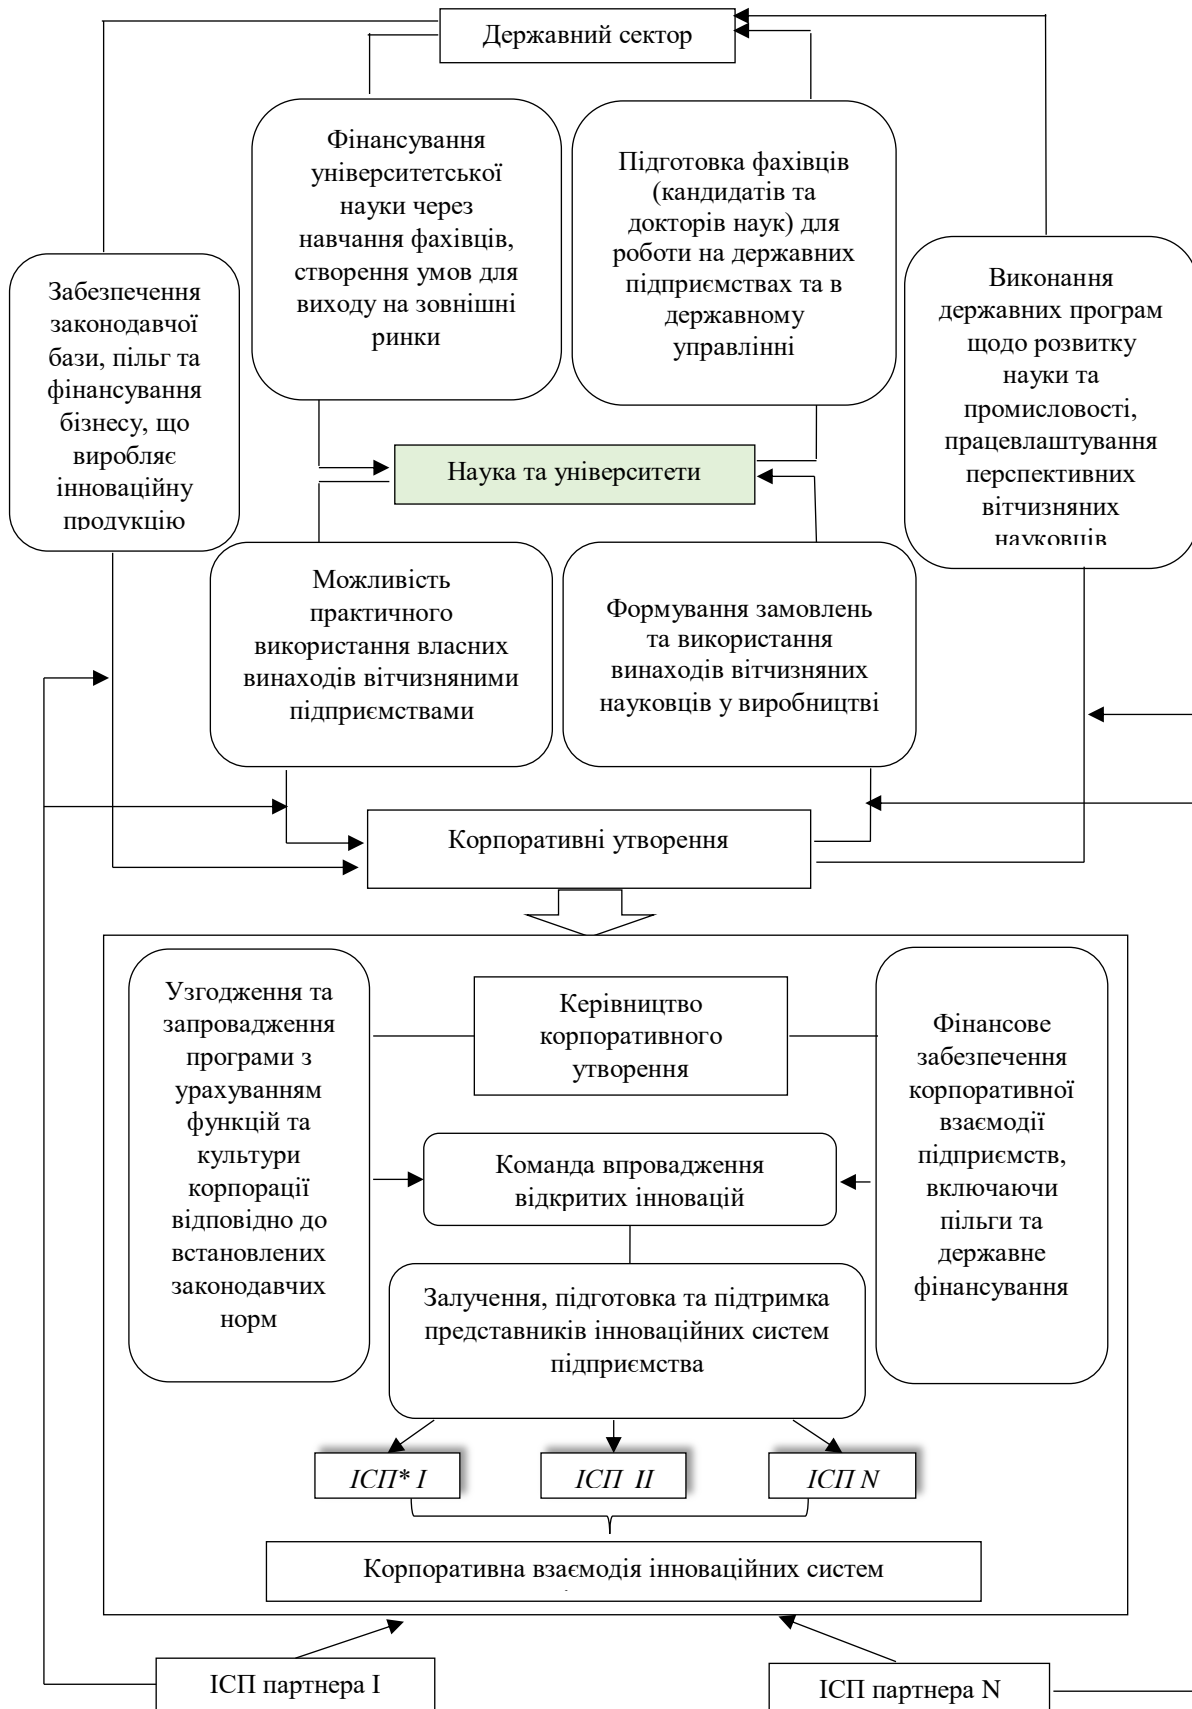 Державний сектор
Фінансування
університетської
науки через
навчання фахівців,
створення умов для
виходу на зовнішні
ринки
Підготовка фахівців
(кандидатів та
докторів наук) для
роботи на державних
підприємствах та в
державному
управлінні
Забезпечення
законодавчої
бази, пільг та
фінансування
бізнесу, що
виробляє
інноваційну
продукцію
Виконання
державних програм
щодо розвитку
науки та
промисловості,
працевлаштування
перспективних
вітчизняних
науковців
Наука та університети
Можливість
практичного
використання власних
винаходів вітчизняними
підприємствами
Формування замовлень
та використання
винаходів вітчизняних
науковців у виробництві
Корпоративні утворення
Узгодження та
запровадження
програми з
урахуванням
функцій та
культури
корпорації
відповідно до
встановлених
законодавчих
норм
Керівництво
корпоративного
утворення
Фінансове
забезпечення
корпоративної
взаємодії
підприємств,
включаючи
пільги та
державне
фінансування
Команда впровадження
відкритих інновацій
Залучення, підготовка та підтримка
представників інноваційних систем
підприємства
ІСП* І
ІСП ІІ
ІСП N
Корпоративна взаємодія інноваційних систем
ІСП партнера І
ІСП партнера N